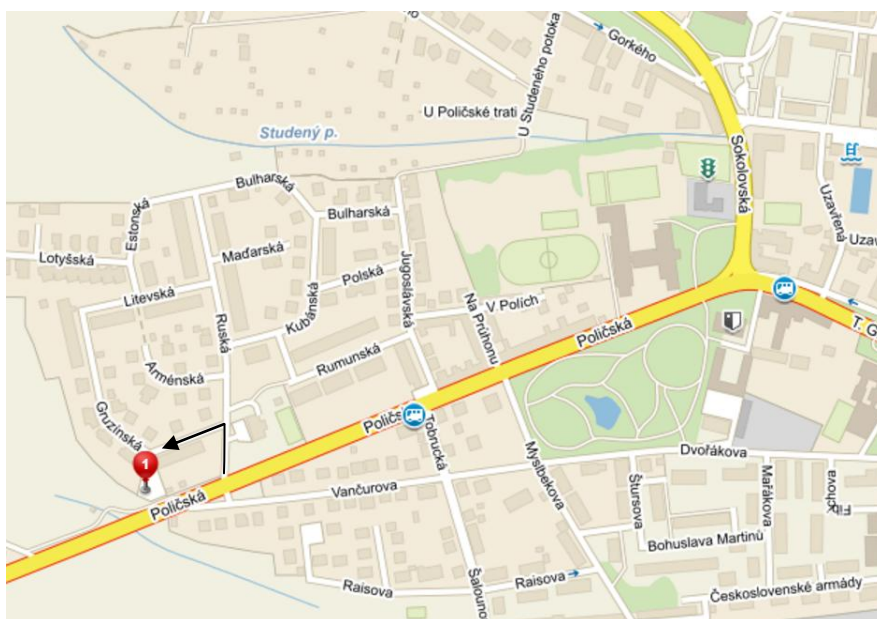 Gorkého
U Studeného potoka
U Poličské trati
Studený p.
Sokolovská
Uzavřená
Bulharská
Bulharská
Estonská
Lotyšská
Maďarská
Jugoslávská
Polská
Litevská
Ruská
Kubánská
Na Průhonu
V Polích
Poličská
T. G
Rumunská
Arménská
Gruzínská
Tobrucká
1
Poličská
Vančurova
Myslbekova
Dvořákova
Štursova
Mařákova
Fibichova
Bohuslava Martinů
Raisova
Raisova
Československé armády